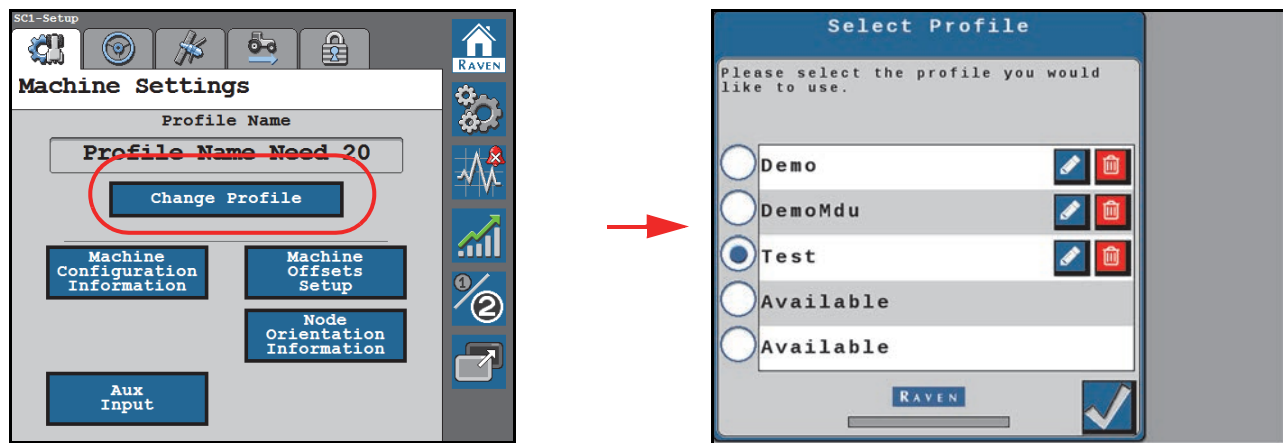 SC1-Setup
RAVEN
Machine Settings
Profile Name
Profile Name Need 20
Change Profile
Machine
Configuration
Information
Machine
Offsets
Setup
Node
Orientation
Information
Aux
Input
1
2
Select Profile
Please select the profile you would
like to use.
Demo
DemoMdu
Test
Available
Available
RAVEN